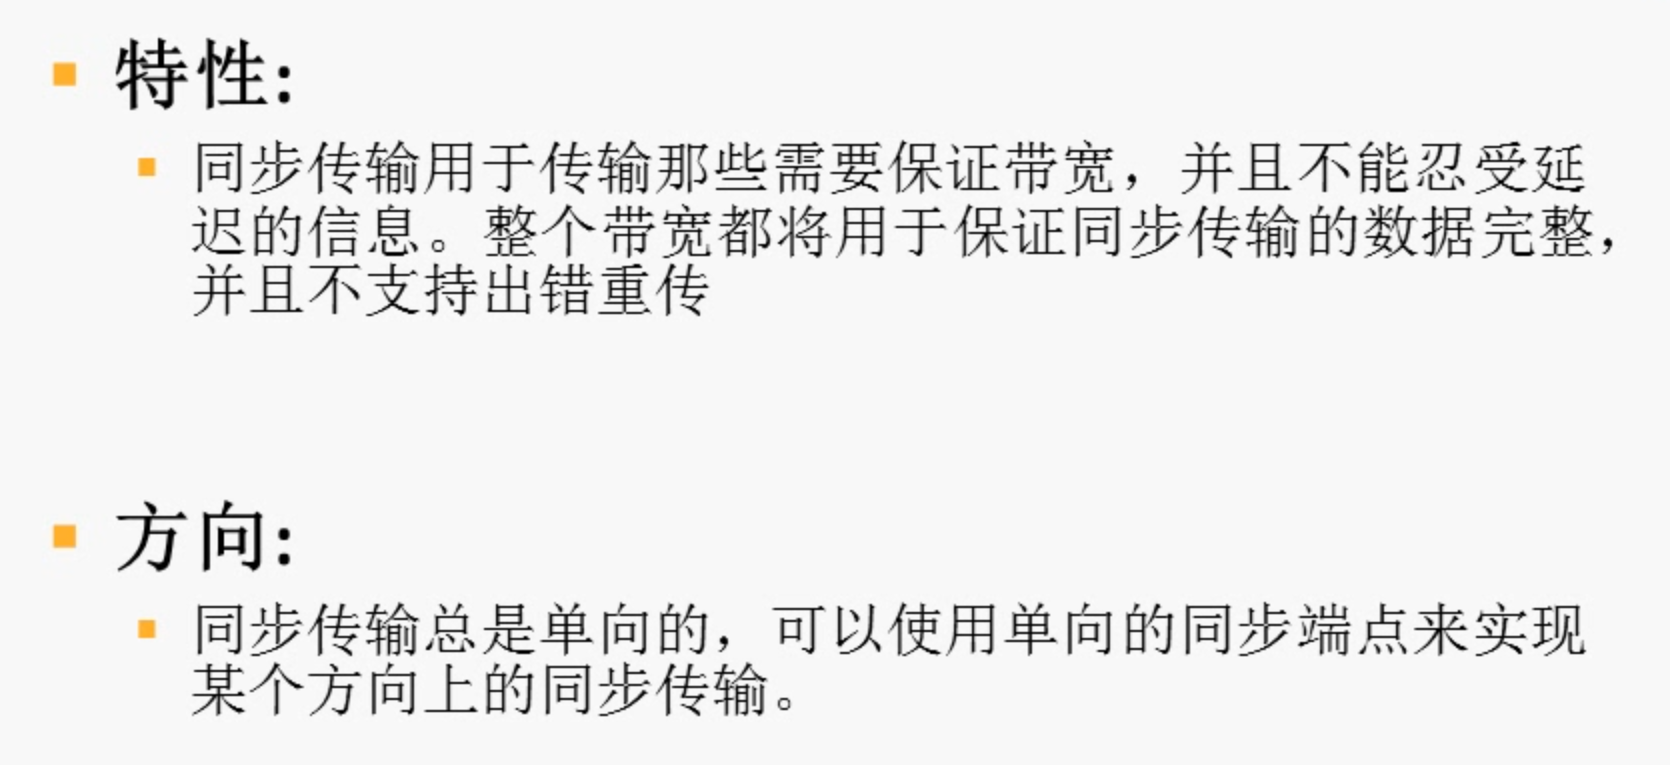 特性:
同步传输用于传输那些需要保证带宽，并且不能忍受延
迟的信息。整个带宽都将用于保证同步传输的数据完整，
并且不支持出错重传
方向:
同步传输总是单向的，可以使用单向的同步端点来实现
某个方向上的同步传输。